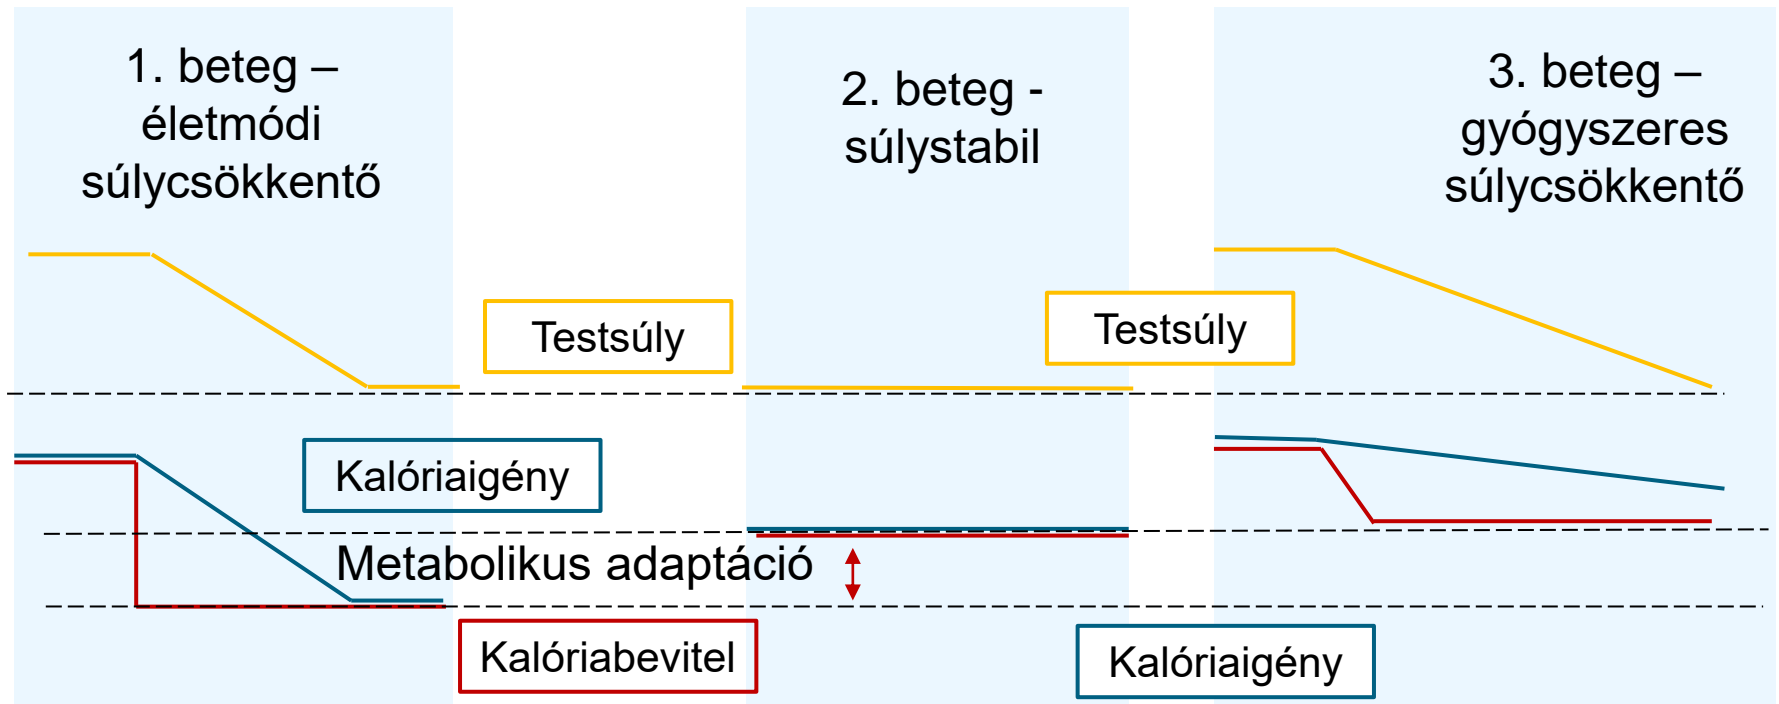 1. beteg –
életmódi
súlycsökkentő
2. beteg -
súlystabil
3. beteg –
gyógyszeres
súlycsökkentő
Testsúly
Testsúly
Kalóriaigény
Metabolikus adaptáció
Kalóriabevitel
Kalóriaigény